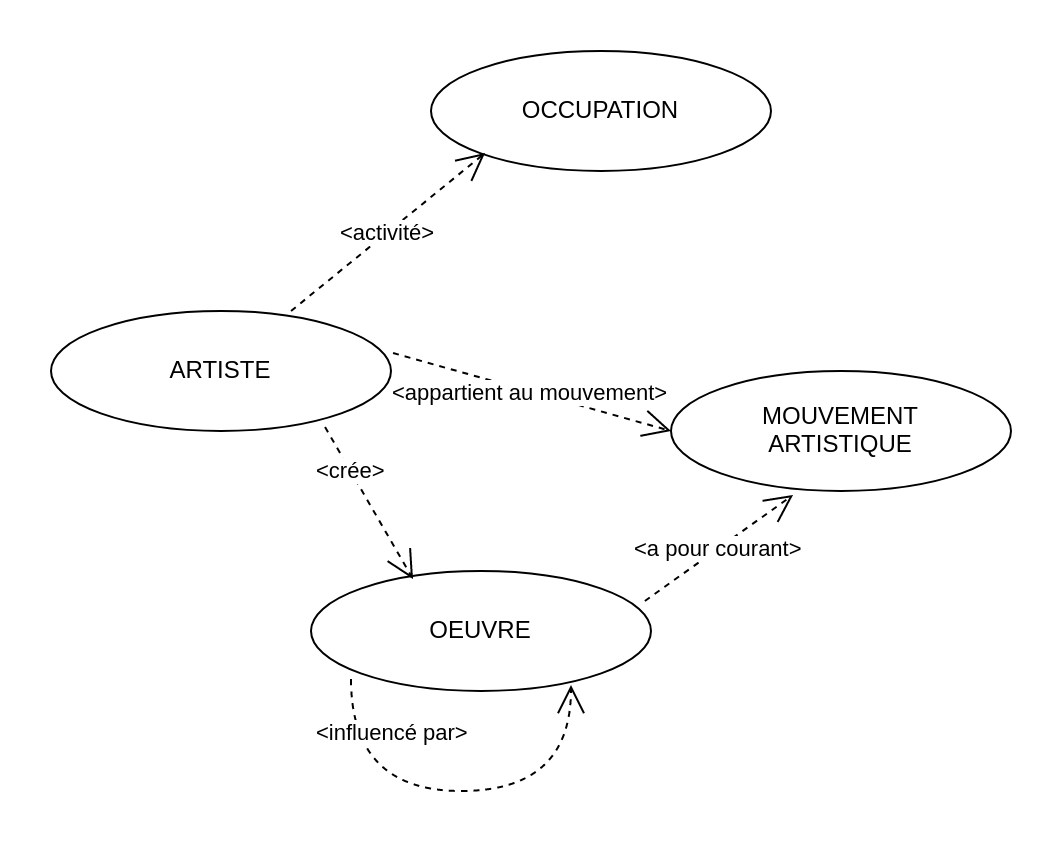 OCCUPATION
<activité>
ARTISTE
<appartient au mouvement>
MOUVEMENT
ARTISTIQUE
<crée>
<a pour courant>
OEUVRE
<influencé par>